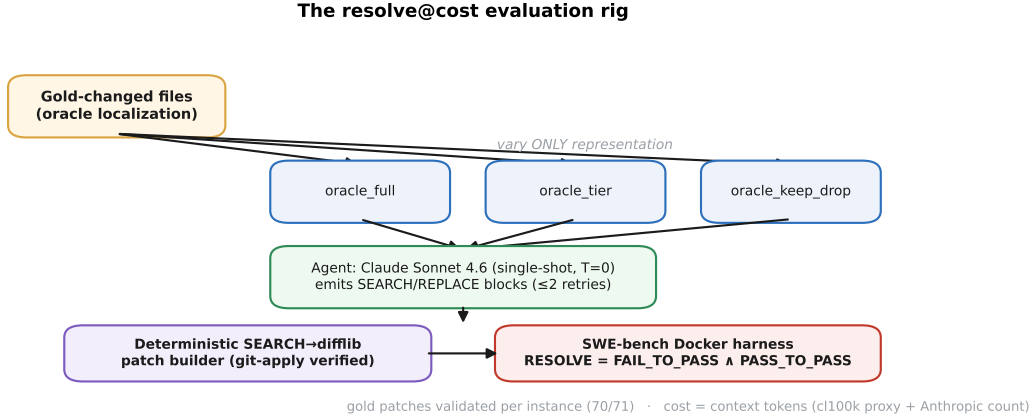 The resolve@cost evaluation rig
Gold-changed files
(oracle localization)
vary ONLY representation
oracle_full
oracle_tier
oracle_keep_drop
Agent: Claude Sonnet 4.6 (single-shot, T=0)
emits SEARCH/REPLACE blocks (≤2 retries)
Deterministic SEARCH→difflib
patch builder (git-apply verified)
SWE-bench Docker harness
RESOLVE = FAIL_TO_PASS ∧ PASS_TO_PASS
gold patches validated per instance (70/71) · cost = context tokens (cl100k proxy + Anthropic count)